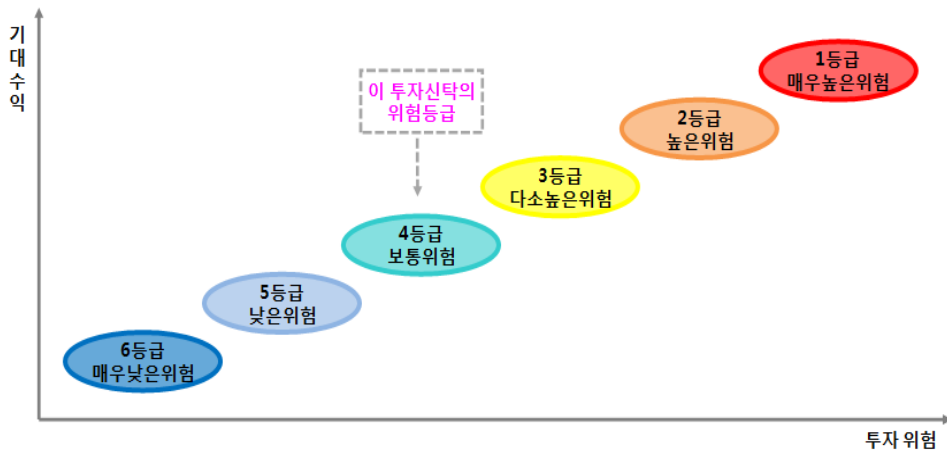 기대수익
1등급
매우높은위험
이 투자신탁의
위험등급
2등급
높은위험
3등급
다소높은위험
4등급
보통위험
5등급
낮은위험
6등급
매우낮은위험
투자 위험